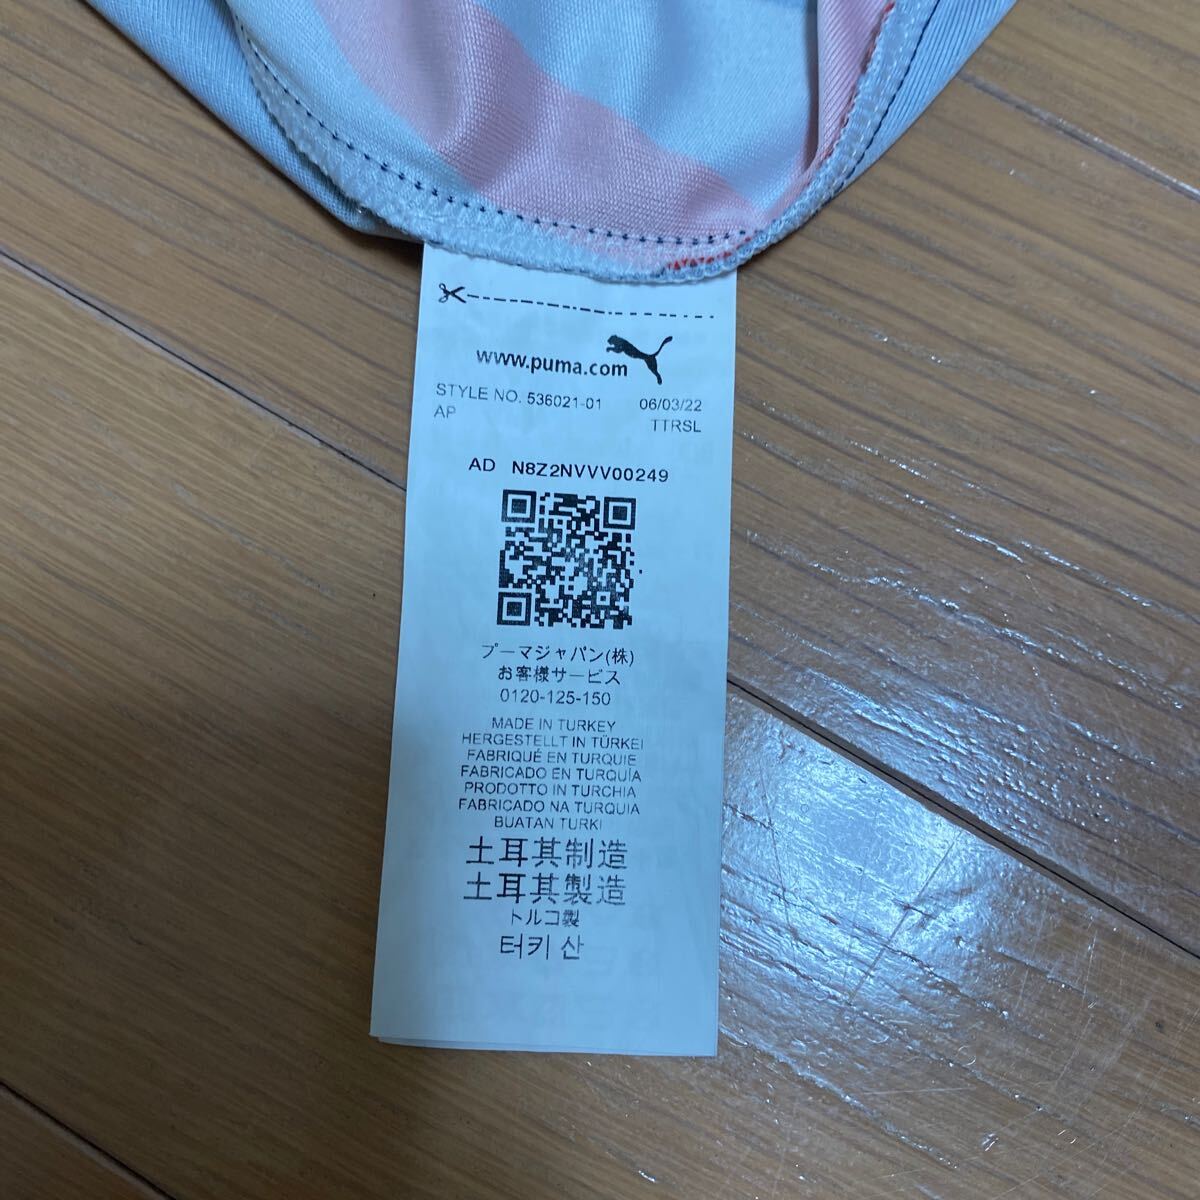 www.puma.com
STYLE NO. 536021-01 06/03/22
AP TTRSL
AD N8Z2NVVV00249
プーマジャパン(株)
お客様サービス
0120-125-150
MADE IN TURKEY
HERGESTELLT IN TÜRKEI
FABRIQUÉ EN TURQUIE
FABRICADO EN TURQUÍA
PRODOTTO IN TURCHIA
FABRICADO NA TURQUIA
BUATAN TURKI
土耳其制造
土耳其製造
トルコ製
터키 산